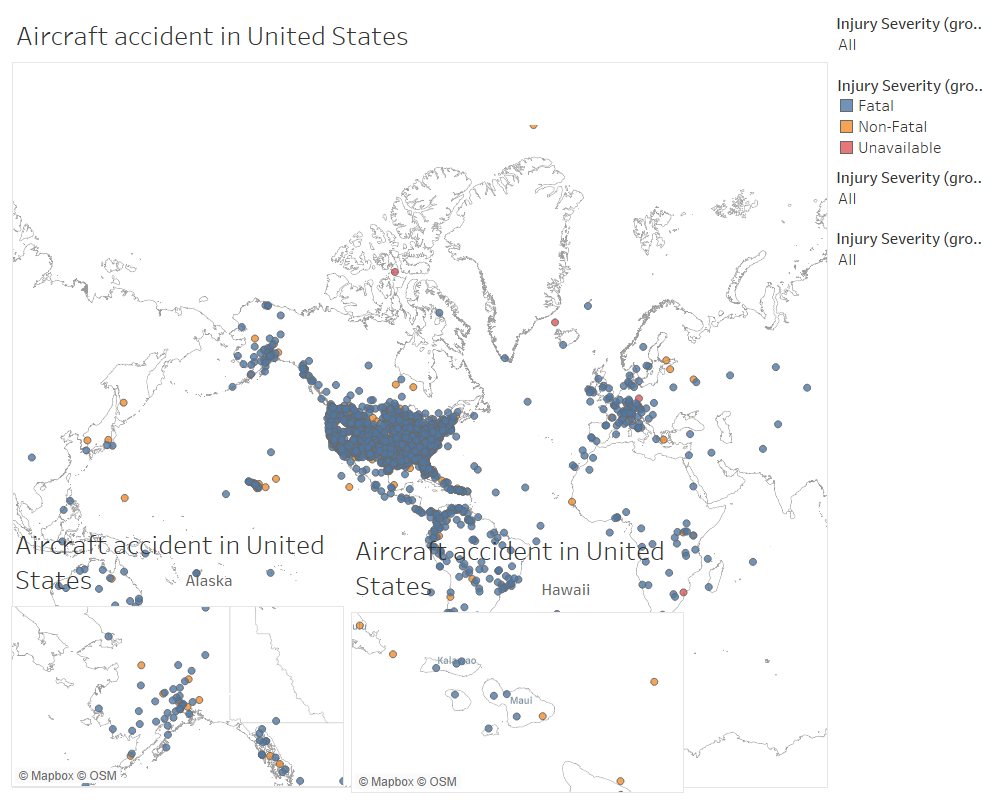 Aircraft accident in United States
Injury Severity (gro..
All
Injury Severity (gro..
Fatal
Non-Fatal
Unavailable
Injury Severity (gro..
All
Injury Severity (gro..
All
Aircraft accident in United
States
Alaska
© Mapbox © OSM
Aircraft accident in United
States
Hawaii
Maui
© Mapbox © OSM